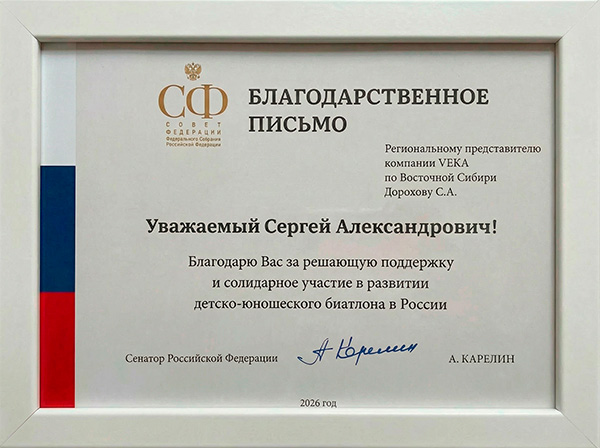 СФ
СОВЕТ
ФЕДЕРАЦИИ
Федерального Собрания
Российской Федерации
БЛАГОДАРСТВЕННОЕ
ПИСЬМО
Региональному представителю
компании VEKA
по Восточной Сибири
Дорохову С.А.
Уважаемый Сергей Александрович!
Благодарю Вас за решающую поддержку
и солидарное участие в развитии
детско-юношеского биатлона в России
Сенатор Российской Федерации А Карелин А. КАРЕЛИН
2026 год